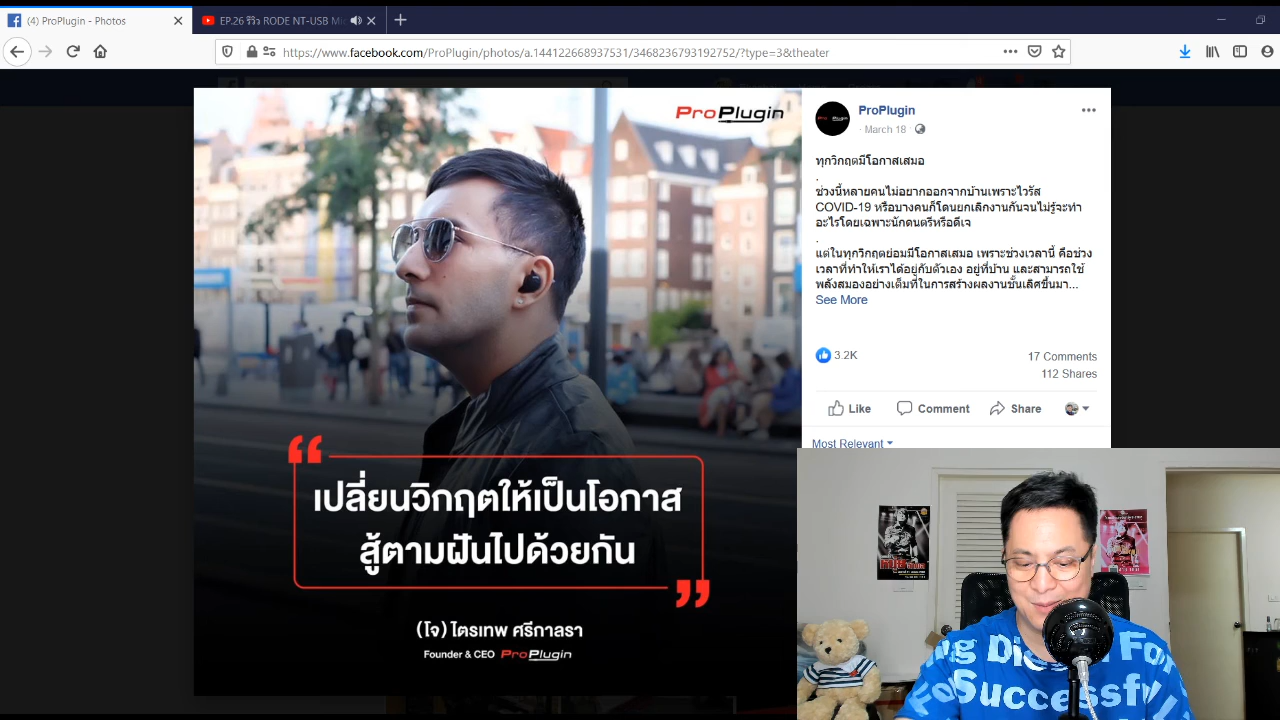 (4) ProPlugin - Photos
EP.26 รีวิว RODE NT-USB Mi
https://www.facebook.com/ProPlugin/photos/a.144122668937531/3468236793192752/?type=3&theater
ProPlugin
ProPlugin
March 18
ทุกวิกฤตมีโอกาสเสมอ
.
ช่วงนี้หลายคนไม่อยากออกจากบ้านเพราะไวรัส
COVID-19 หรือบางคนก็โดนยกเลิกงานกันจนไม่รู้จะทำ
อะไรโดยเฉพาะนักดนตรีหรือดีเจ
.
แต่ในทุกวิกฤตย่อมมีโอกาสเสมอ เพราะช่วงเวลานี้ คือช่วง
เวลาที่ทำให้เราได้อยู่กับตัวเอง อยู่ที่บ้าน และสามารถใช้
พลังสมองอย่างเต็มที่ในการสร้างผลงานชั้นเลิศขึ้นมา...
See More
3.2K
17 Comments
112 Shares
Like Comment Share
Most Relevant
“
เปลี่ยนวิกฤตให้เป็นโอกาส
สู้ตามฝันไปด้วยกัน
”
(โจ) ไตรเทพ ศรีกาลรา
Founder & CEO ProPlugin
For
Successful